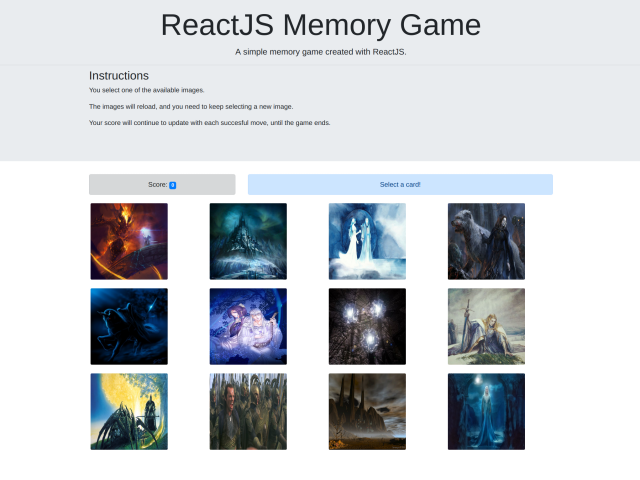 ReactJS Memory Game
A simple memory game created with ReactJS.
Instructions
You select one of the available images.
The images will reload, and you need to keep selecting a new image.
Your score will continue to update with each succesful move, until the game ends.
Score: 0
Select a card!